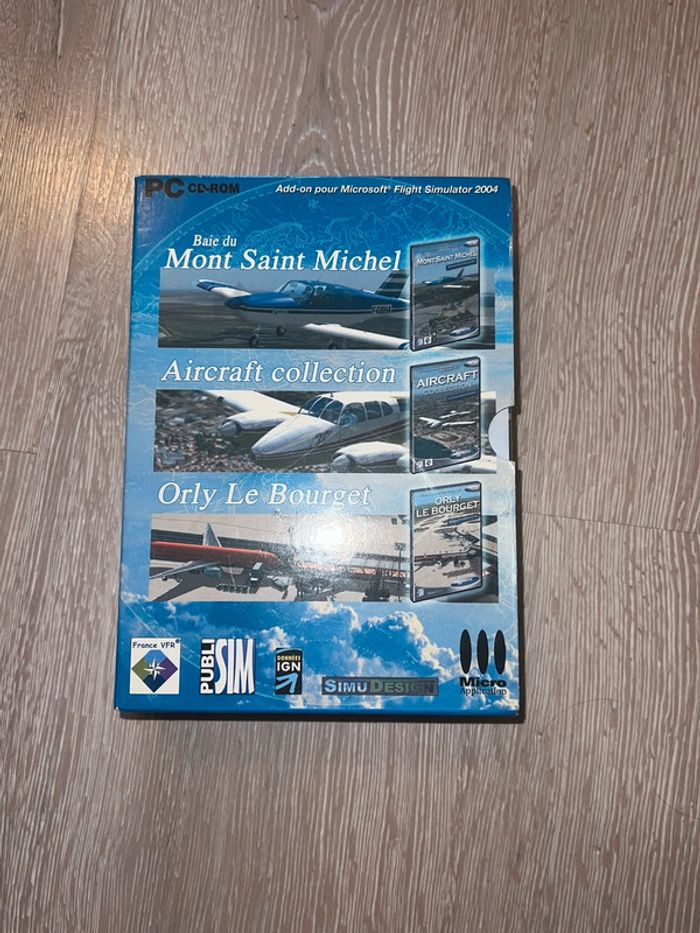 PC CD-ROM
Add-on pour Microsoft® Flight Simulator 2004
Baie du
Mont Saint Michel
MONT SAINT MICHEL
Aircraft collection
AIRCRAFT
COLLECTION
Orly Le Bourget
ORLY
LE BOURGET
France VFR®
PUBLI
SIM
DONNÉES
IGN
SIMUDESIGN
Micro
Application